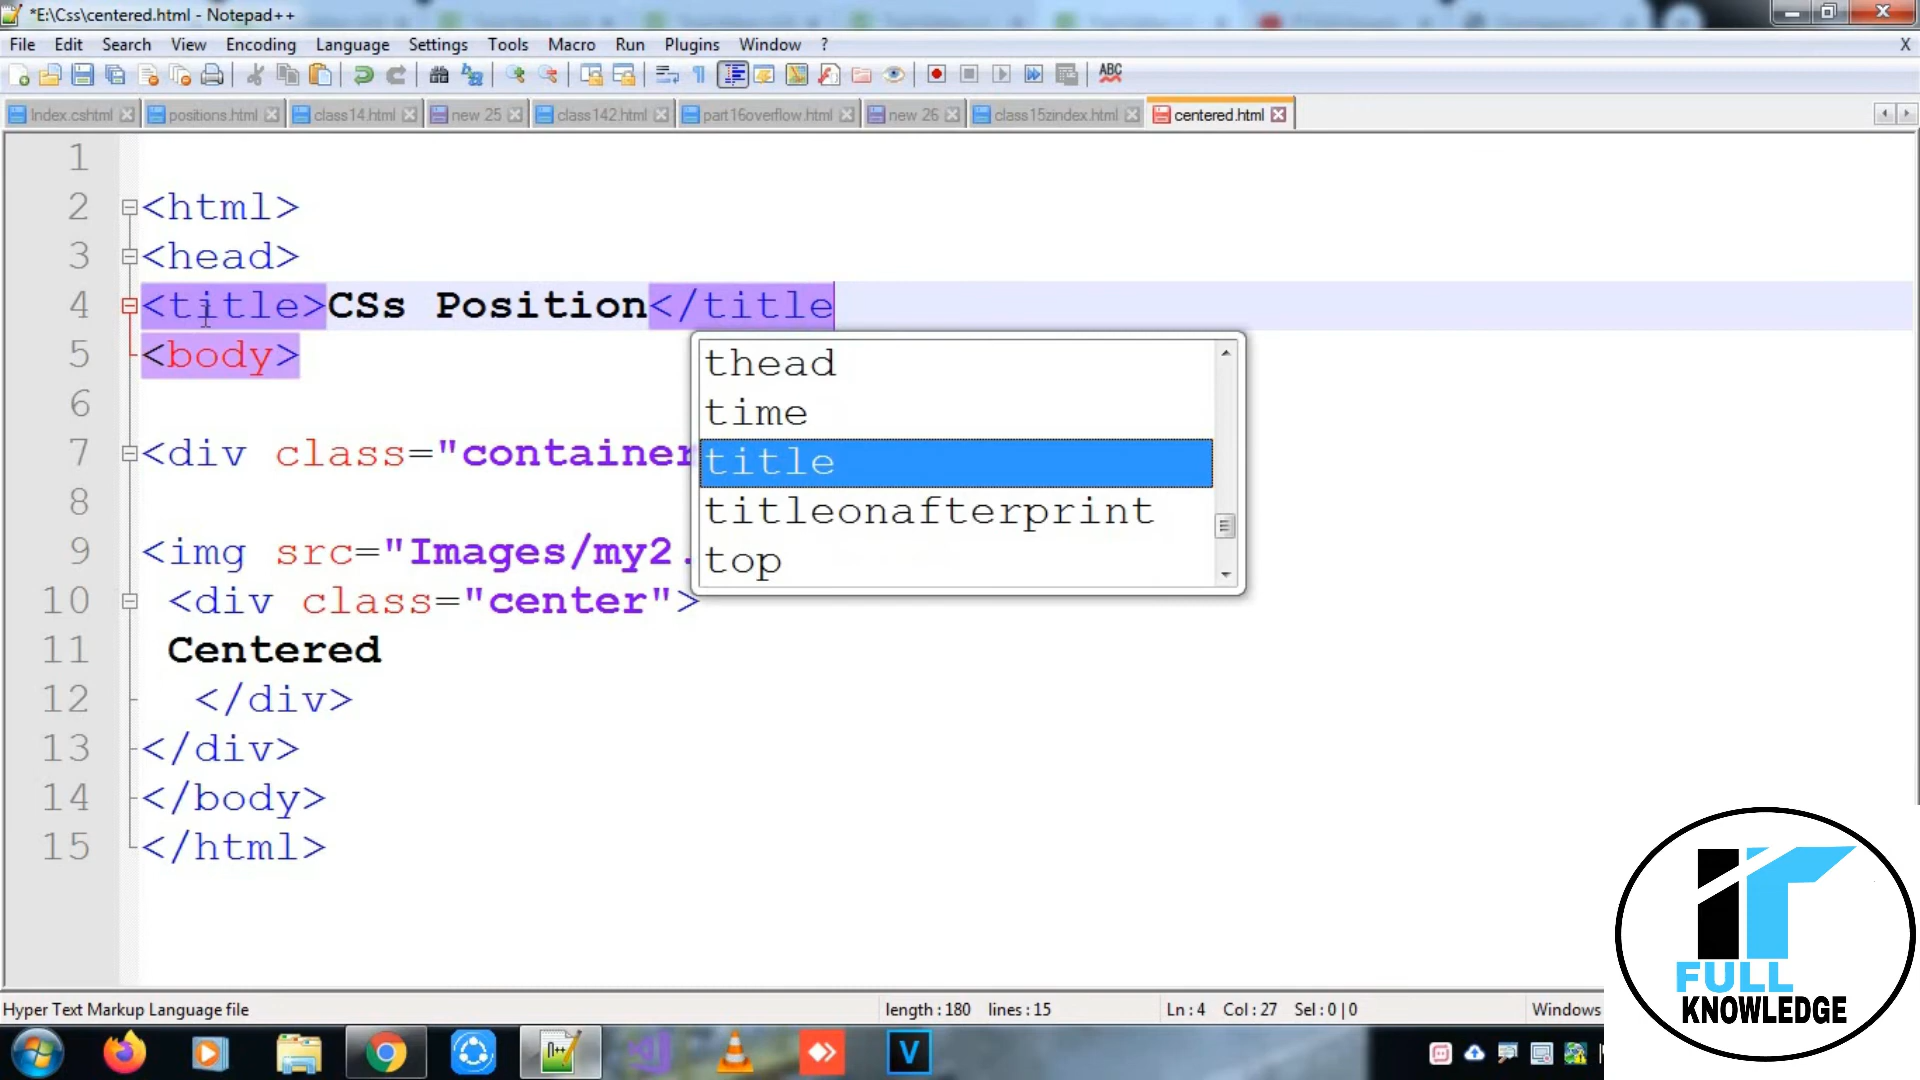 *E:\Css\centered.html - Notepad++
File Edit Search View Encoding Language Settings Tools Macro Run Plugins Window ? X
ABC
Index.cshtml positions.html class14.html new 25 class142.html part16overflow.html new 26 class15zindex.html centered.html
1
2 <html>
3 <head>
4 <title>CSs Position</title
5 <body>
thead
6
time
7 <div class="container
title
8
titleonafterprint
9 <img src="Images/my2.
top
10 <div class="center">
11 Centered
12 </div>
13 </div>
14 </body>
15 </html>
Hyper Text Markup Language file length : 180 lines : 15 Ln : 4 Col : 27 Sel : 0 | 0 Windows
n++
V
IT
FULL
KNOWLEDGE